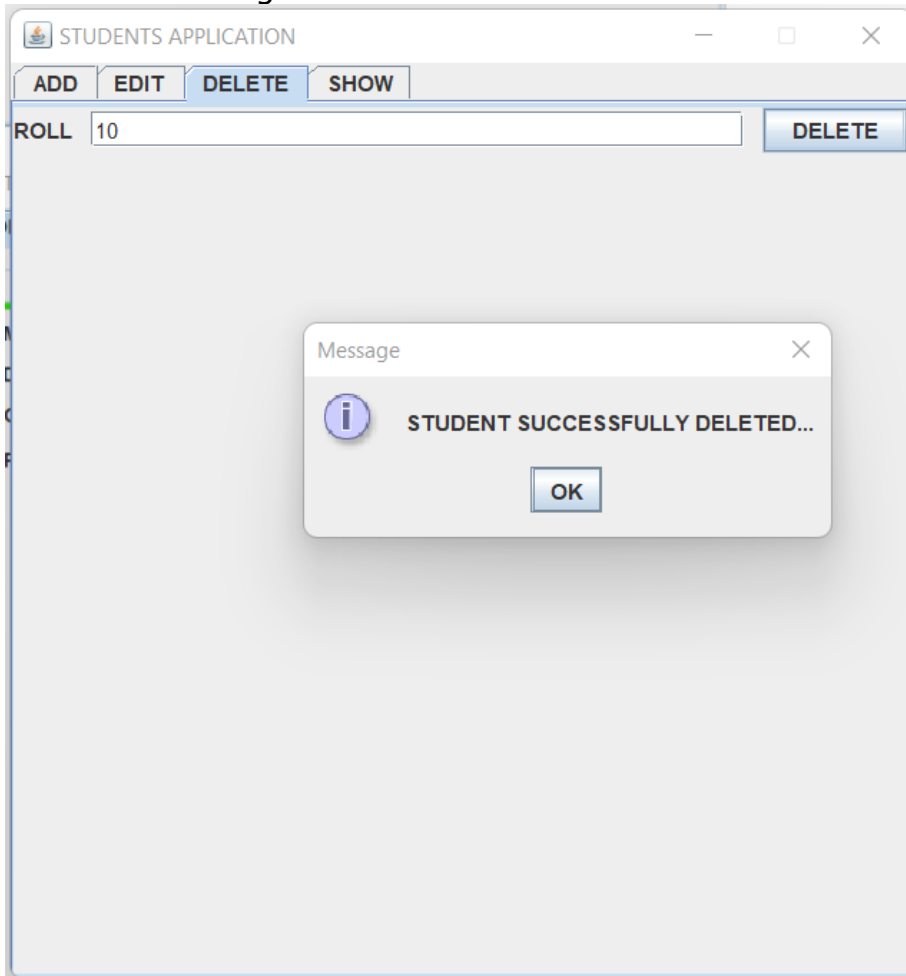 STUDENTS APPLICATION
ADD EDIT DELETE SHOW
ROLL 10 DELETE
Message
STUDENT SUCCESSFULLY DELETED...
OK